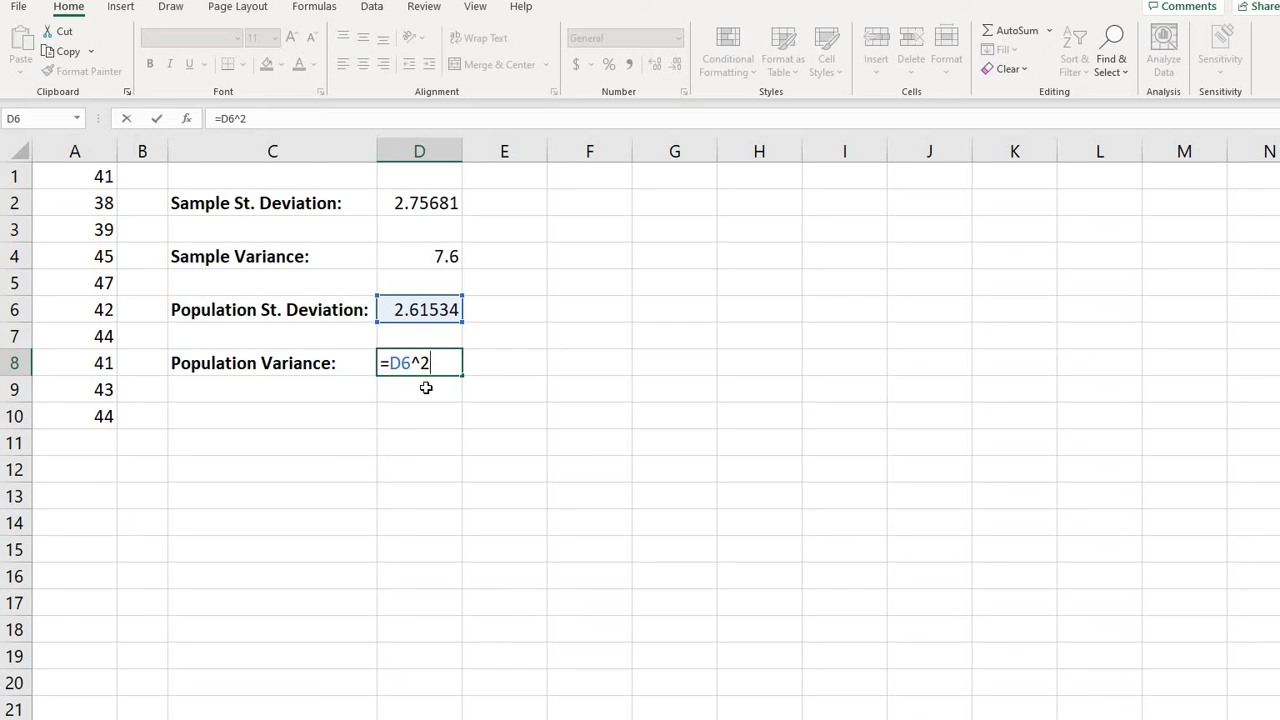 File Home Insert Draw Page Layout Formulas Data Review View Help Comments Share
Cut
Copy
Format Painter
Paste
Clipboard
11
A A
B I U A
Font
Wrap Text
Merge & Center
Alignment
General
$ % 9
Number
Conditional Formatting
Format as Table
Cell Styles
Styles
Insert Delete Format
Cells
AutoSum
Fill
Clear
Sort & Filter
Find & Select
Editing
Analyze Data
Analysis
Sensitivity
Sensitivity
D6 fx =D6^2
A B C D E F G H I J K L M N
1 41
2 38 Sample St. Deviation: 2.75681
3 39
4 45 Sample Variance: 7.6
5 47
6 42 Population St. Deviation: 2.61534
7 44
8 41 Population Variance: =D6^2
9 43
10 44
11
12
13
14
15
16
17
18
19
20
21